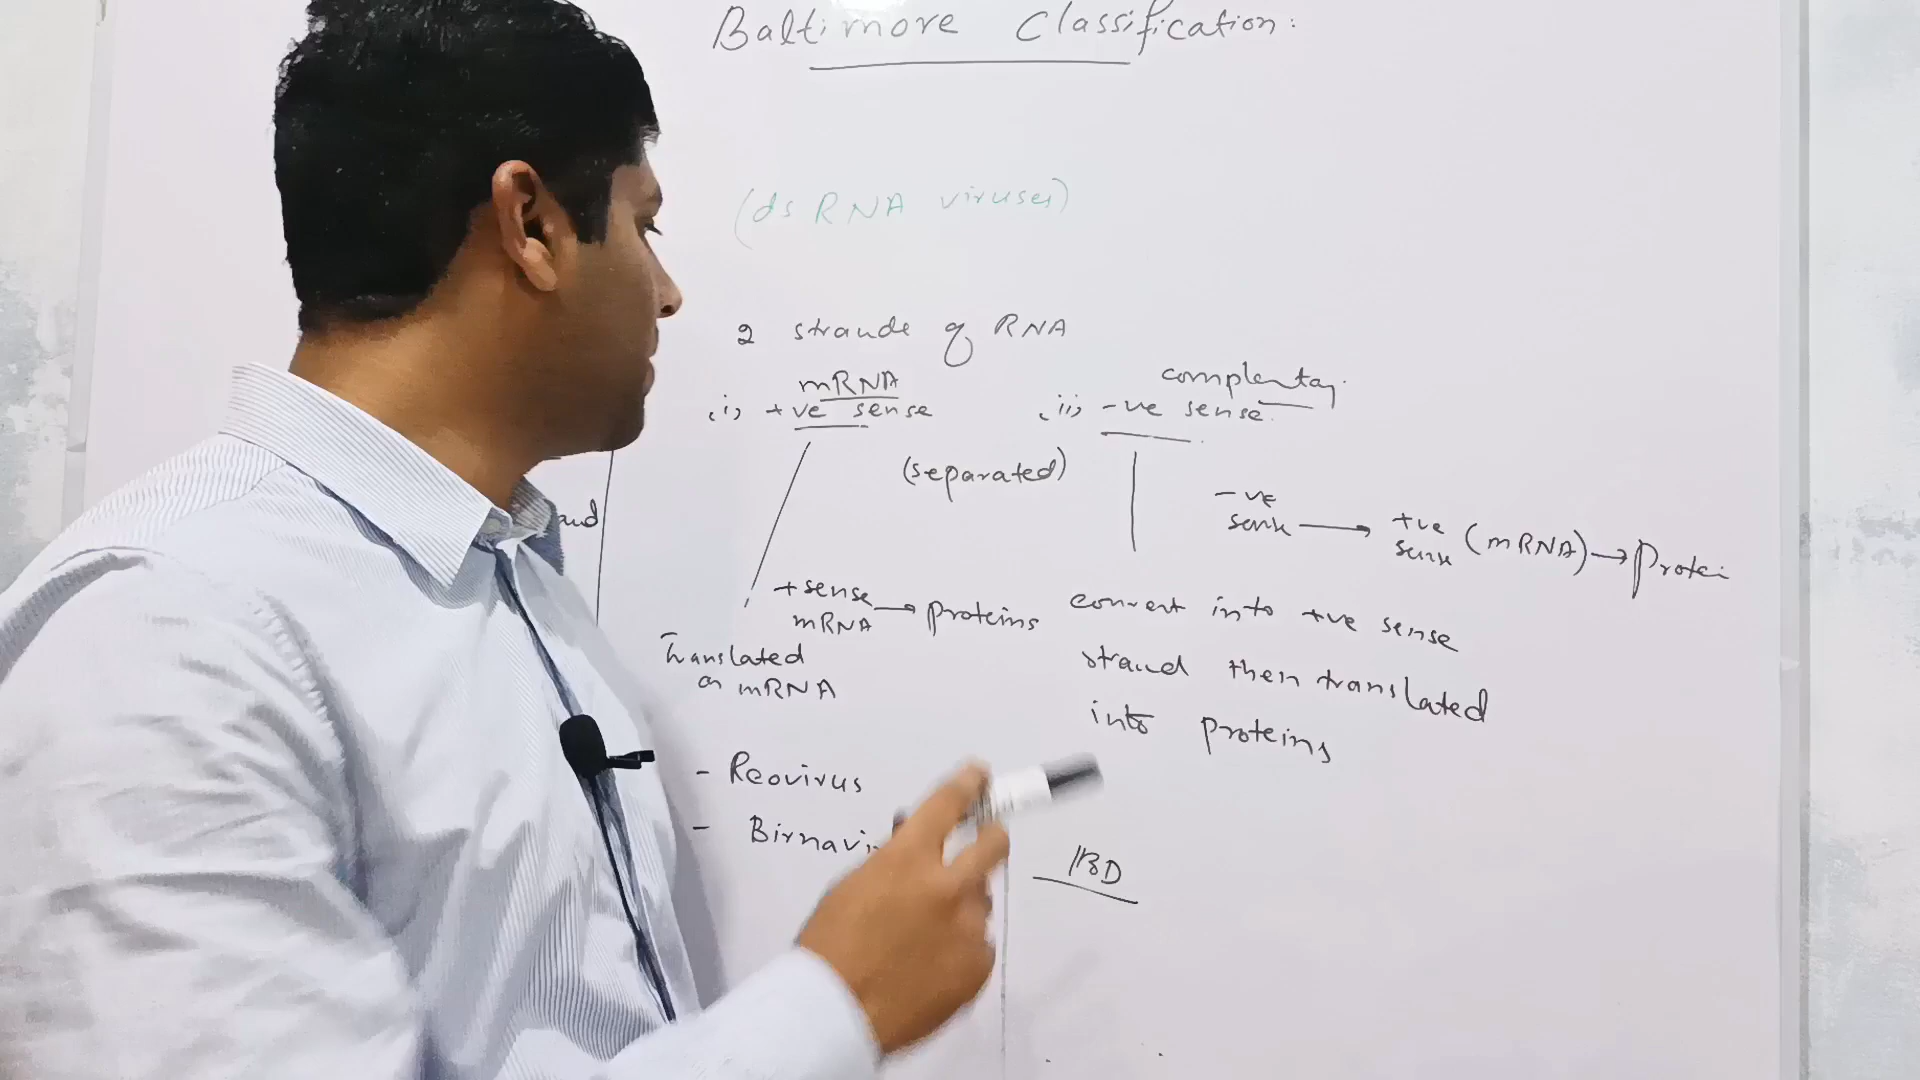 Baltimore Classification:
(ds RNA viruses)
2 strands of RNA
mRNA
(i) +ve sense
complentary
(ii) -ve sense
(separated)
-ve sense → +ve sense (mRNA) → Protei
+sense mRNA → proteins
Translated
on mRNA
convert into +ve sense
strand then translated
into proteins
- Reovirus
- Birnavi
IBD